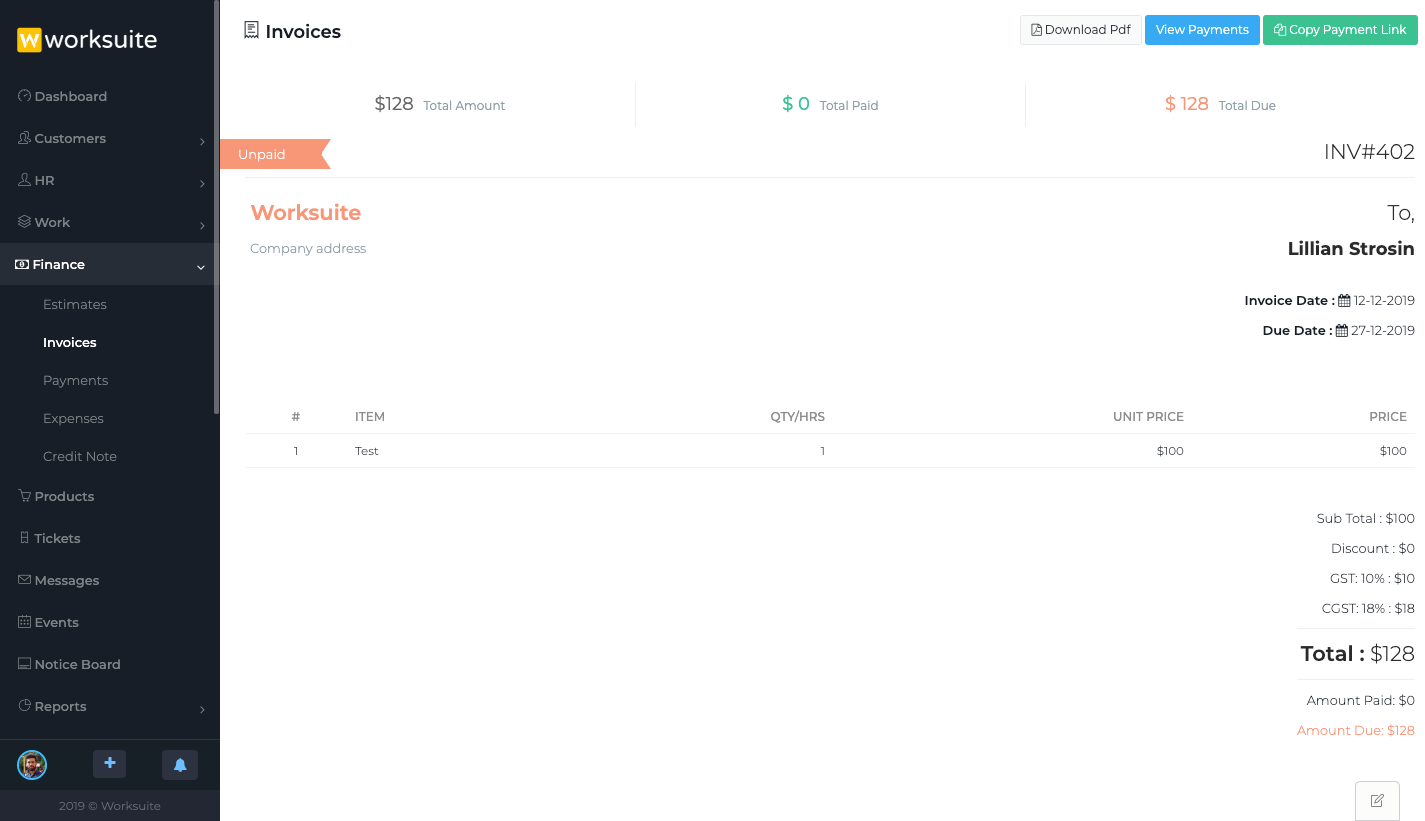 worksuite
Dashboard
Customers
HR
Work
Finance
Estimates
Invoices
Payments
Expenses
Credit Note
Products
Tickets
Messages
Events
Notice Board
Reports
2019 © Worksuite
Invoices
Download Pdf View Payments Copy Payment Link
$128 Total Amount $ 0 Total Paid $ 128 Total Due
Unpaid INV#402
Worksuite To,
Company address Lillian Strosin
Invoice Date : 12-12-2019
Due Date : 27-12-2019
# ITEM QTY/HRS UNIT PRICE PRICE
1 Test 1 $100 $100
Sub Total : $100
Discount : $0
GST: 10% : $10
CGST: 18% : $18
Total : $128
Amount Paid: $0
Amount Due: $128